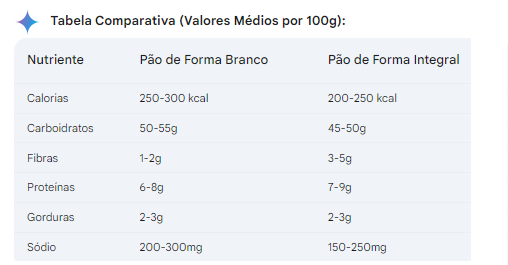 Tabela Comparativa (Valores Médios por 100g):
Nutriente Pão de Forma Branco Pão de Forma Integral
Calorias 250-300 kcal 200-250 kcal
Carboidratos 50-55g 45-50g
Fibras 1-2g 3-5g
Proteínas 6-8g 7-9g
Gorduras 2-3g 2-3g
Sódio 200-300mg 150-250mg